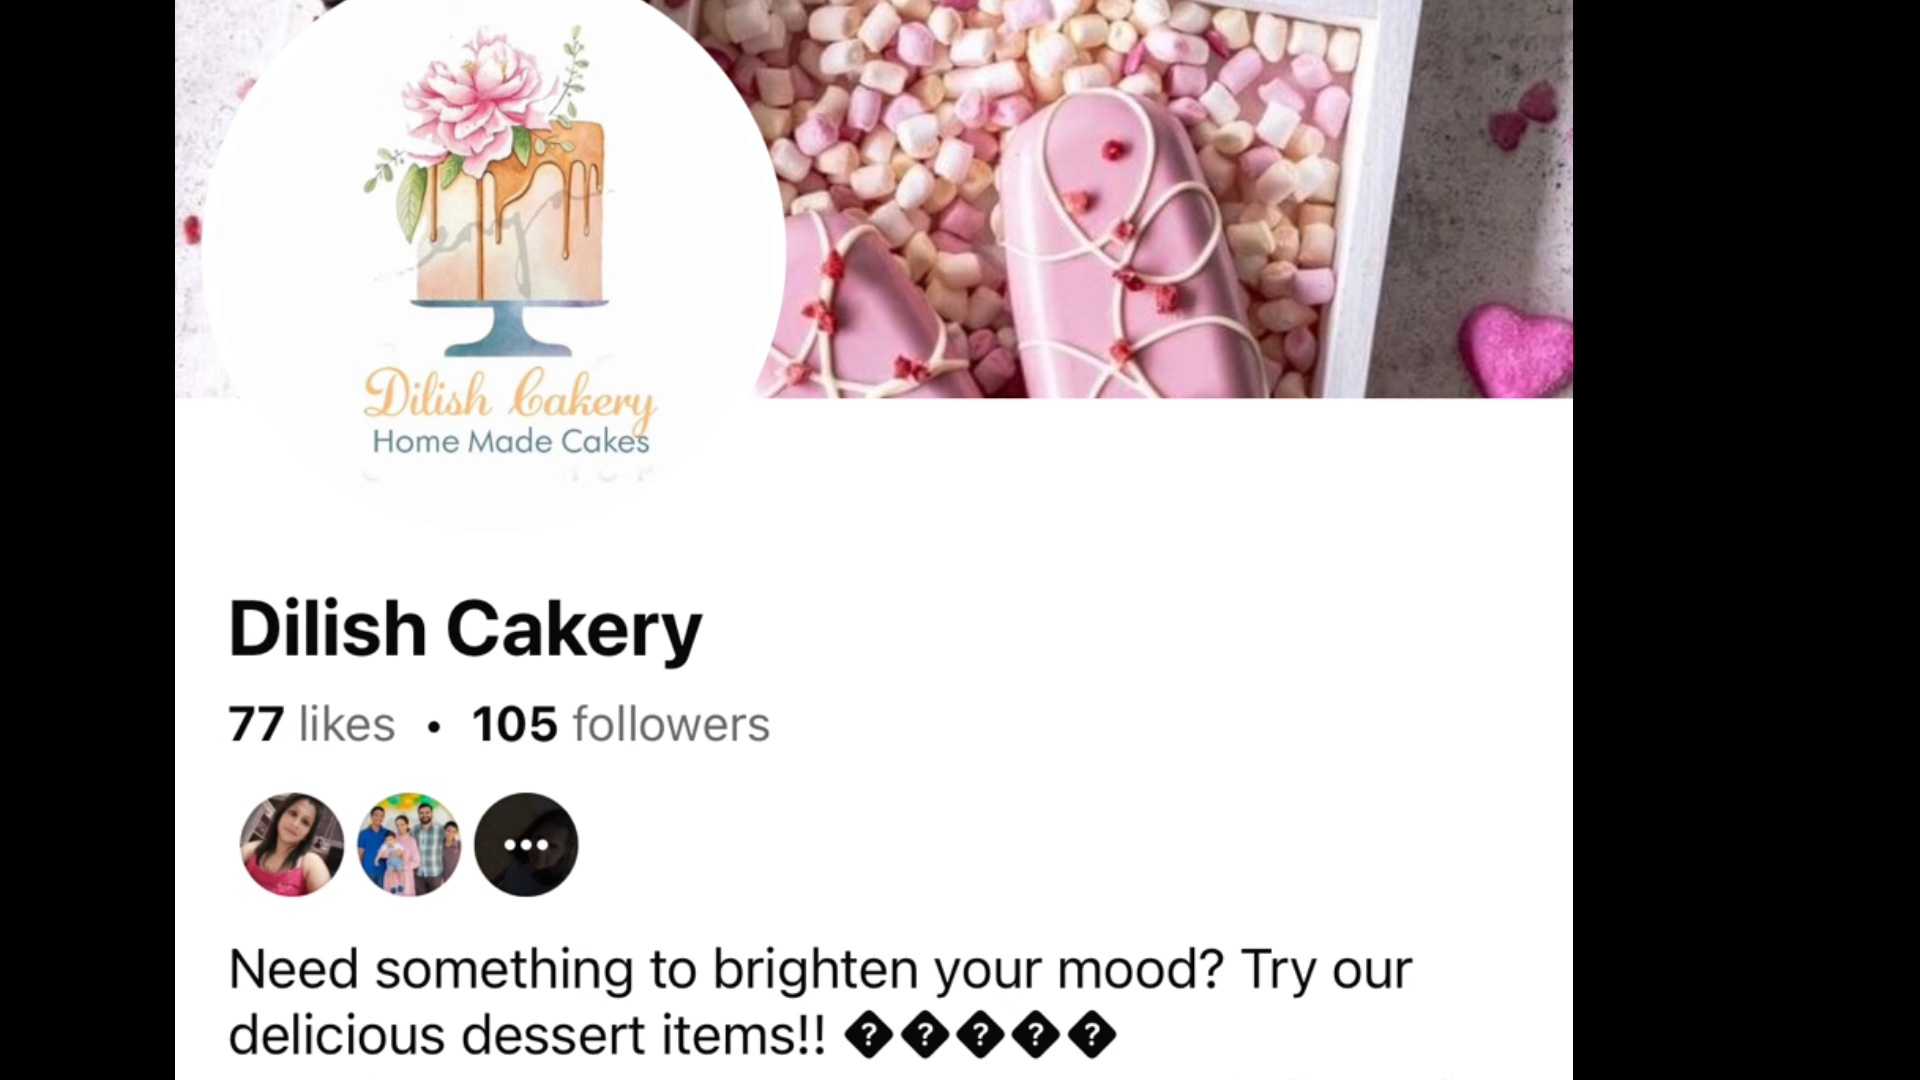 Dilish Cakery
Home Made Cakes
Dilish Cakery
77 likes • 105 followers
Need something to brighten your mood? Try our
delicious dessert items!! �����